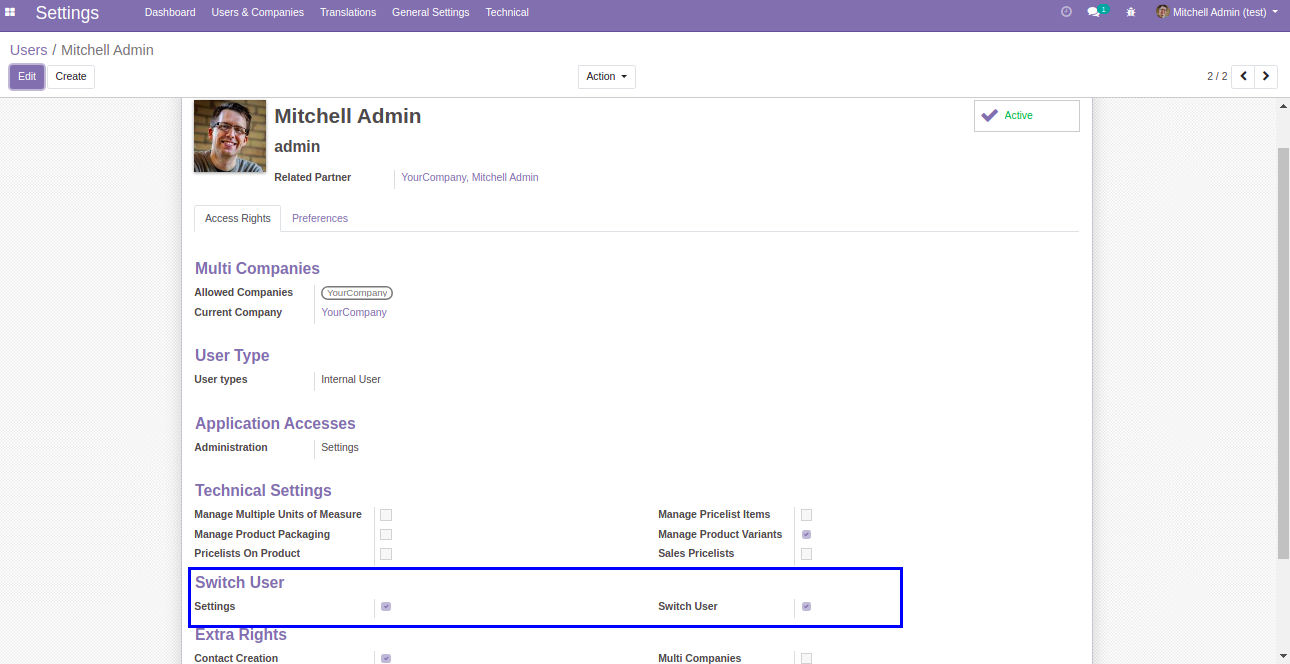 Settings Dashboard Users & Companies Translations General Settings Technical 1 Mitchell Admin (test)
Users / Mitchell Admin
Edit Create Action 2 / 2
Mitchell Admin Active
admin
Related Partner YourCompany, Mitchell Admin
Access Rights Preferences
Multi Companies
Allowed Companies YourCompany
Current Company YourCompany
User Type
User types Internal User
Application Accesses
Administration Settings
Technical Settings
Manage Multiple Units of Measure Manage Pricelist Items
Manage Product Packaging Manage Product Variants
Pricelists On Product Sales Pricelists
Switch User
Settings Switch User
Extra Rights
Contact Creation Multi Companies